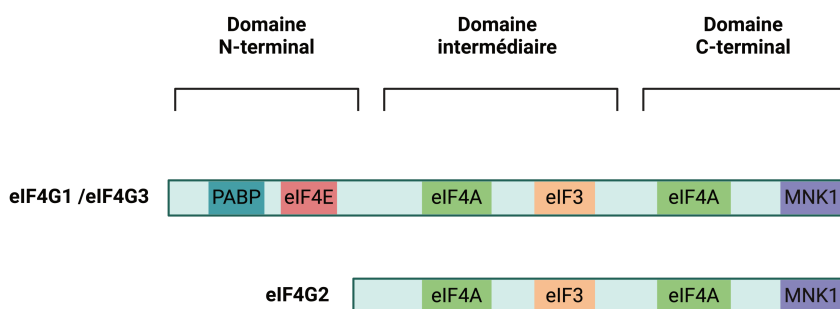 Domaine
N-terminal
Domaine
intermédiaire
Domaine
C-terminal
eIF4G1 /eIF4G3
PABP
eIF4E
eIF4A
eIF3
eIF4A
MNK1
eIF4G2
eIF4A
eIF3
eIF4A
MNK1